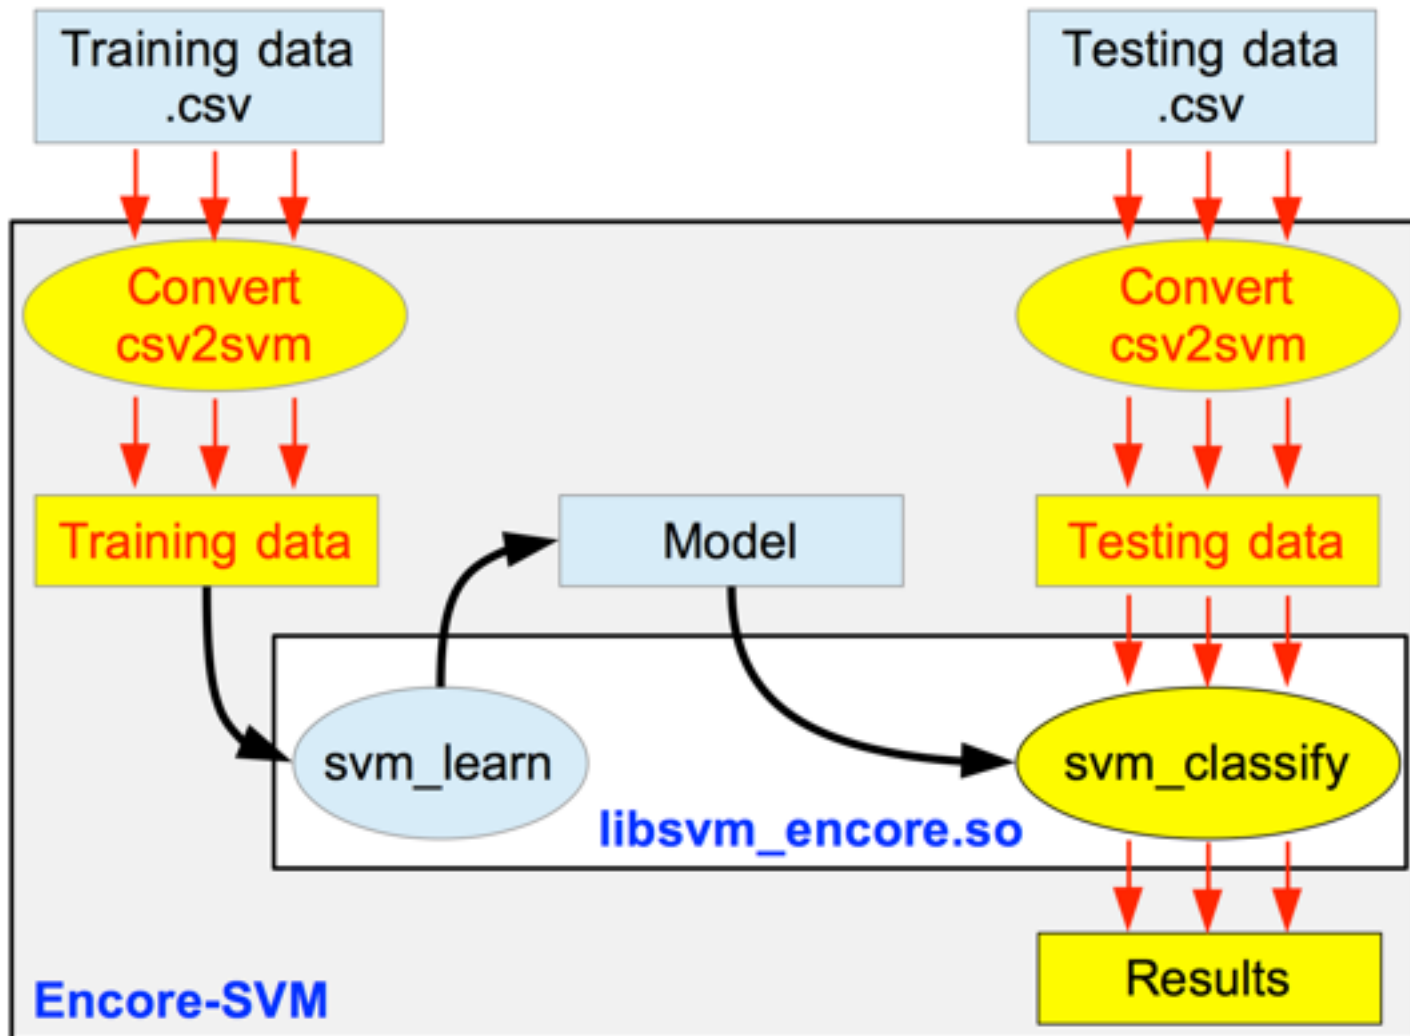 Training data
.csv
Testing data
.csv
Convert
csv2svm
Convert
csv2svm
Training data
Model
Testing data
svm_learn
svm_classify
libsvm_encore.so
Results
Encore-SVM